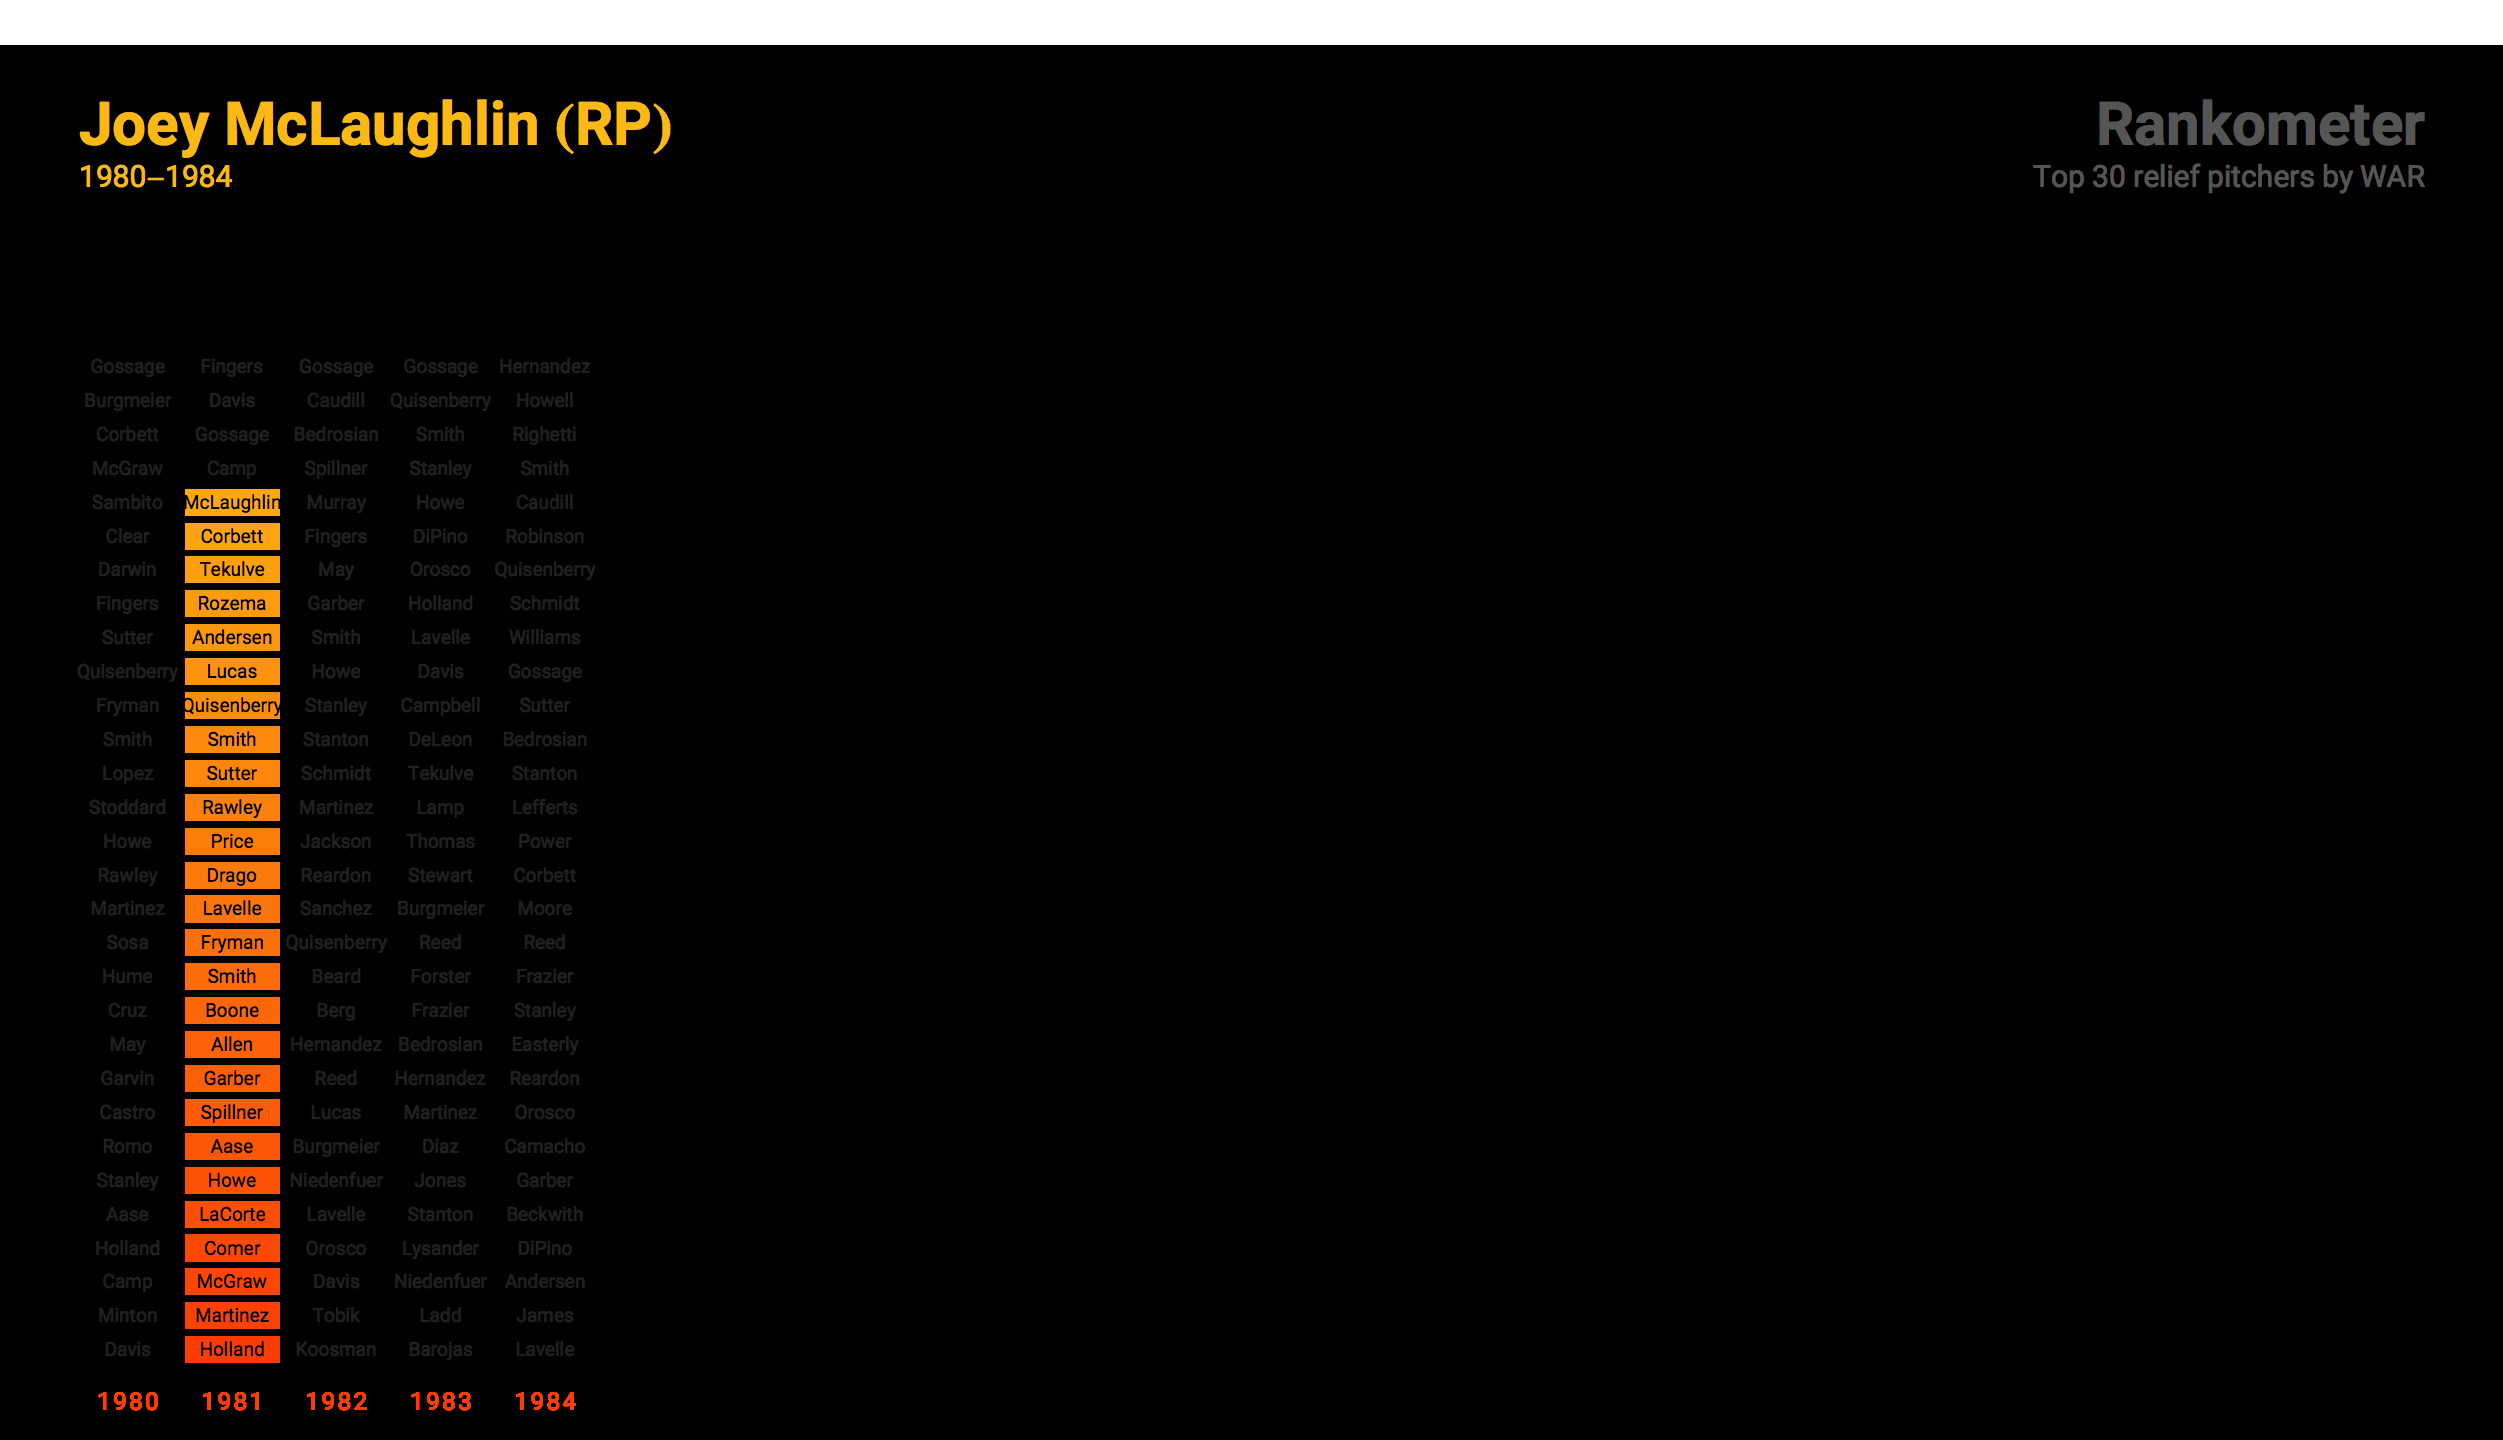 Joey McLaughlin (RP)
1980–1984
Rankometer
Top 30 relief pitchers by WAR
Gossage Fingers Gossage Gossage Hernandez
Burgmeier Davis Caudill Quisenberry Howell
Corbett Gossage Bedrosian Smith Righetti
McGraw Camp Spillner Stanley Smith
Sambito McLaughlin Murray Howe Caudill
Clear Corbett Fingers DiPino Robinson
Darwin Tekulve May Orosco Quisenberry
Fingers Rozema Garber Holland Schmidt
Sutter Andersen Smith Lavelle Williams
Quisenberry Lucas Howe Davis Gossage
Fryman Quisenberry Stanley Campbell Sutter
Smith Smith Stanton DeLeon Bedrosian
Lopez Sutter Schmidt Tekulve Stanton
Stoddard Rawley Martinez Lamp Lefferts
Howe Price Jackson Thomas Power
Rawley Drago Reardon Stewart Corbett
Martinez Lavelle Sanchez Burgmeier Moore
Sosa Fryman Quisenberry Reed Reed
Hume Smith Beard Forster Frazier
Cruz Boone Berg Frazier Stanley
May Allen Hernandez Bedrosian Easterly
Garvin Garber Reed Hernandez Reardon
Castro Spillner Lucas Martinez Orosco
Romo Aase Burgmeier Diaz Camacho
Stanley Howe Niedenfuer Jones Garber
Aase LaCorte Lavelle Stanton Beckwith
Holland Comer Orosco Lysander DiPino
Camp McGraw Davis Niedenfuer Andersen
Minton Martinez Tobik Ladd James
Davis Holland Koosman Barojas Lavelle
1980 1981 1982 1983 1984